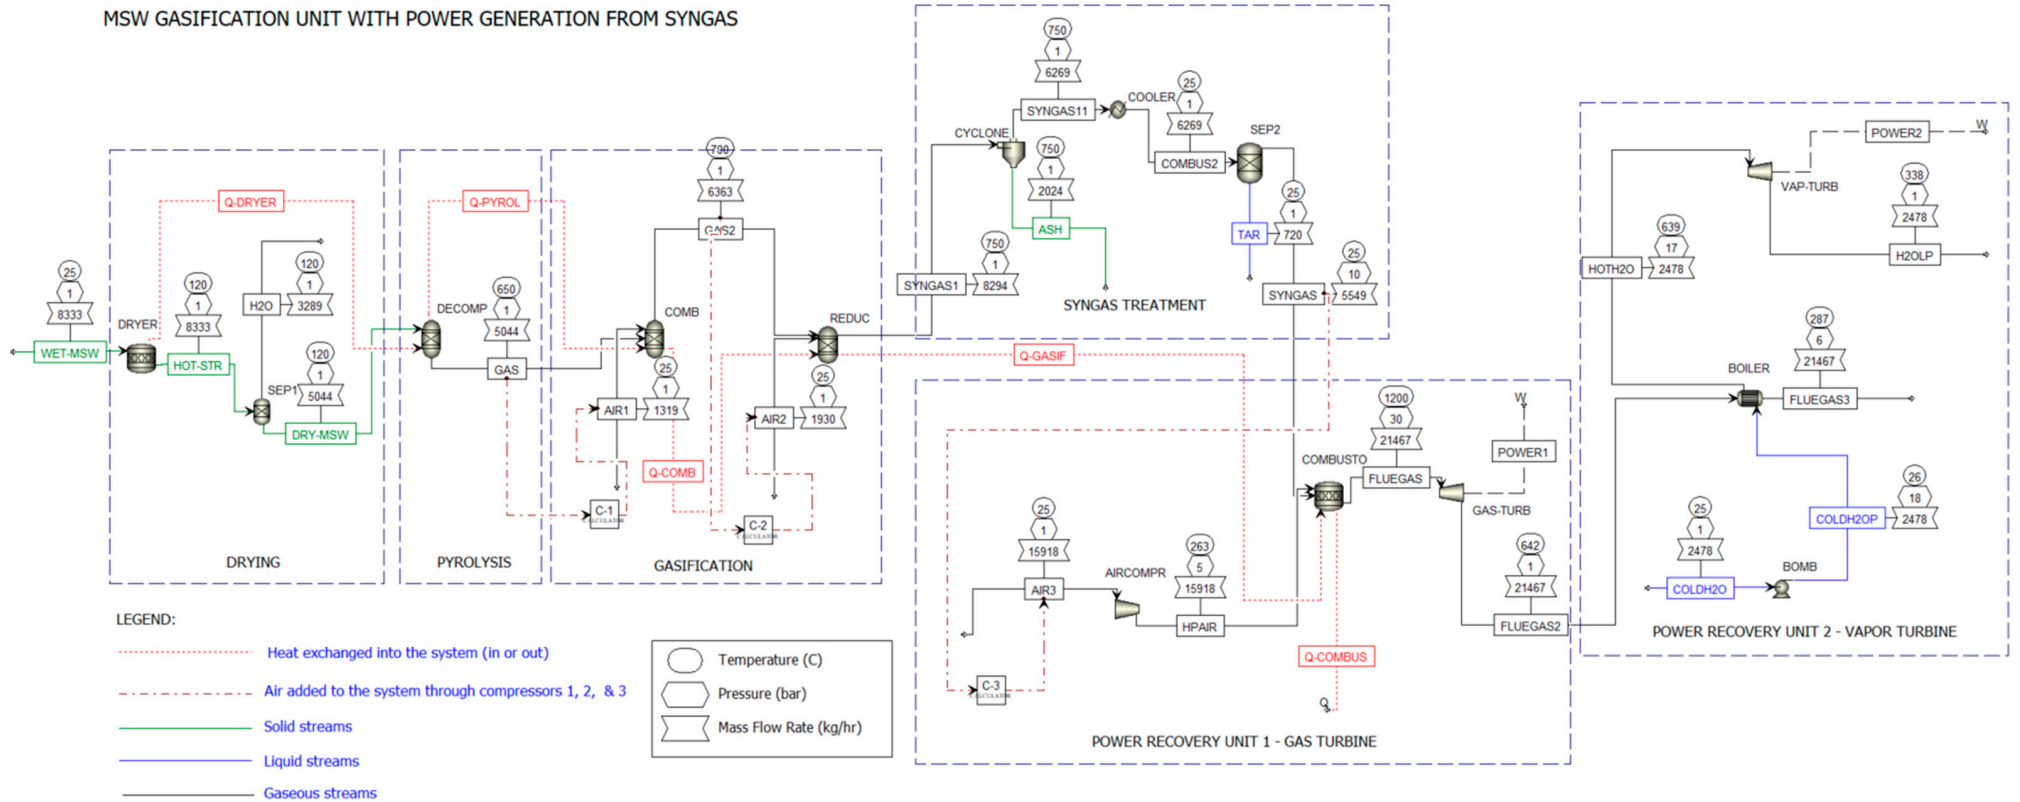 MSW GASIFICATION UNIT WITH POWER GENERATION FROM SYNGAS
25
1
8333
WET-MSW
DRYER
Q-DRYER
120
1
8333
HOT-STR
H2O
120
1
3289
SEP1
120
1
5044
DRY-MSW
DRYING
Q-PYROL
DECOMP
650
1
5044
GAS
PYROLYSIS
1
6363
GAS2
COMB
25
1
1319
AIR1
Q-COMB
C-1
CALCULATOR
REDUC
25
1
1930
AIR2
C-2
CALCULATOR
GASIFICATION
750
1
6269
SYNGAS11
COOLER
25
1
6269
COMBUS2
CYCLONE
750
1
2024
ASH
SEP2
TAR
25
1
720
SYNGAS1
750
1
8294
SYNGAS
25
10
5549
SYNGAS TREATMENT
Q-GASIF
25
1
15918
AIR3
C-3
CALCULATOR
AIRCOMPR
263
5
15918
HPAIR
COMBUSTO
1200
30
21467
FLUEGAS
GAS-TURB
W
POWER1
642
1
21467
FLUEGAS2
Q-COMBUS
Q
POWER RECOVERY UNIT 1 - GAS TURBINE
POWER2
W
VAP-TURB
338
1
2478
H2OLP
HOTH2O
639
17
2478
BOILER
287
6
21467
FLUEGAS3
26
18
2478
COLDH2OP
25
1
2478
COLDH2O
BOMB
POWER RECOVERY UNIT 2 - VAPOR TURBINE
LEGEND:
Heat exchanged into the system (in or out)
Air added to the system through compressors 1, 2, & 3
Solid streams
Liquid streams
Gaseous streams
Temperature (C)
Pressure (bar)
Mass Flow Rate (kg/hr)